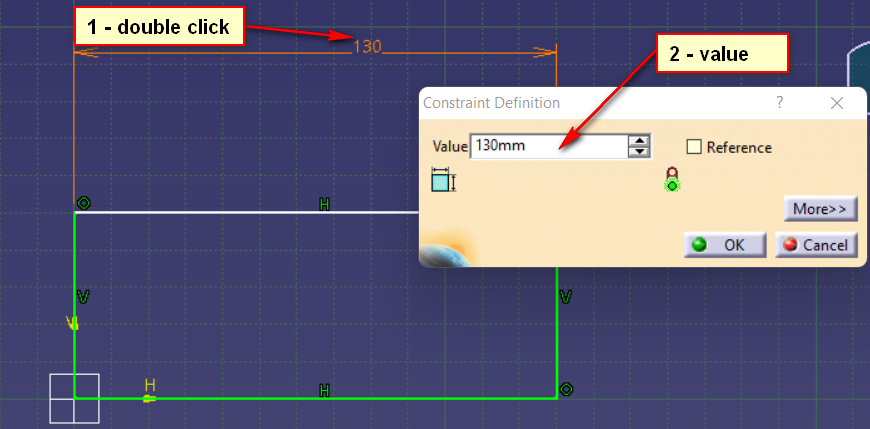 1 - double click
130
2 - value
Constraint Definition
?
Value 130mm
Reference
H
More>>
OK
Cancel
V
V
H
H